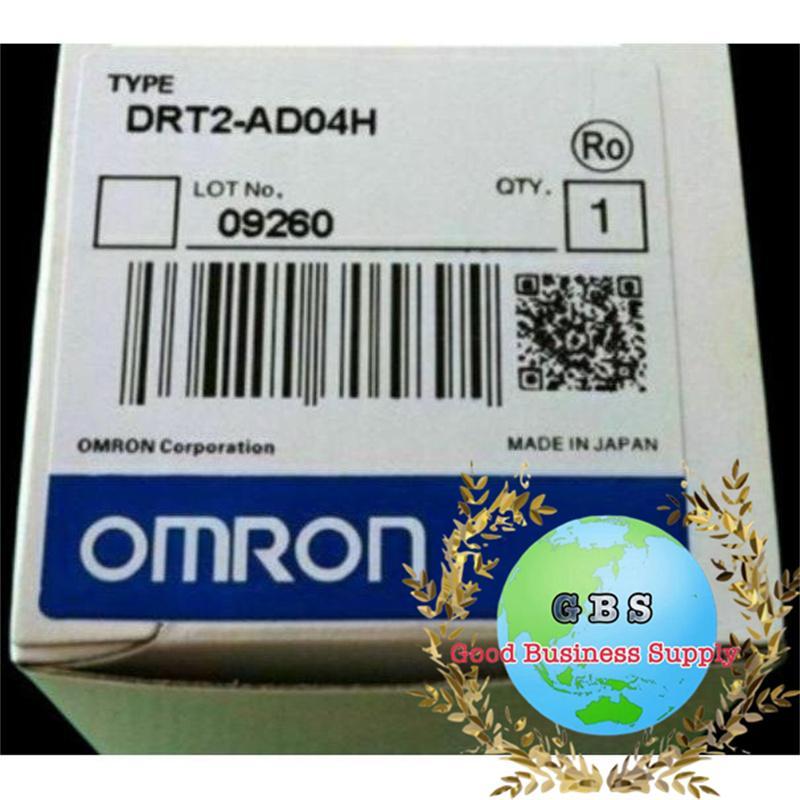 TYPE
DRT2-AD04H
Ro
LOT No.
09260
QTY.
1
OMRON Corporation
MADE IN JAPAN
OMRON
GBS
Good Business Supply